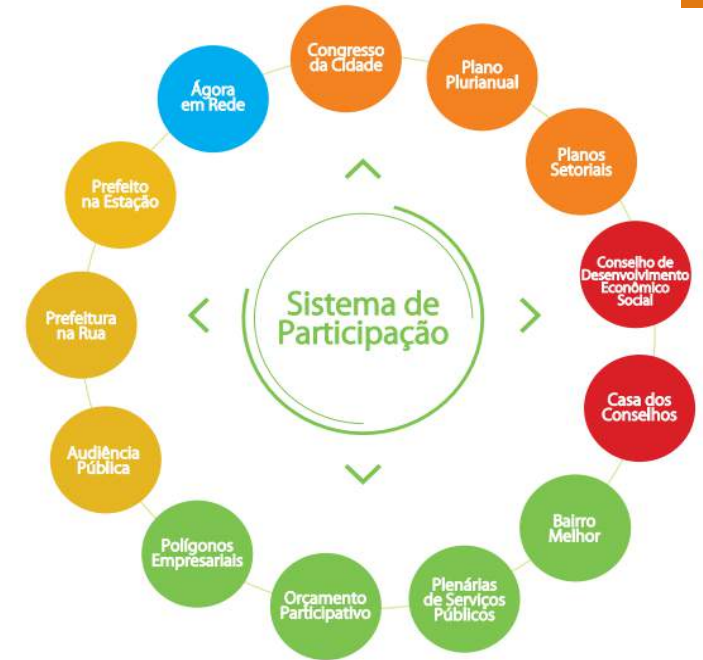 Congresso
da Cidade
Plano
Plurianual
Planos
Setoriais
Conselho de
Desenvolvimento
Econômico
Social
Casa dos
Conselhos
Bairro
Melhor
Plenárias
de Serviços
Públicos
Orçamento
Participativo
Polígonos
Empresariais
Audiência
Pública
Prefeitura
na Rua
Prefeito
na Estação
Ágora
em Rede
Sistema de
Participação